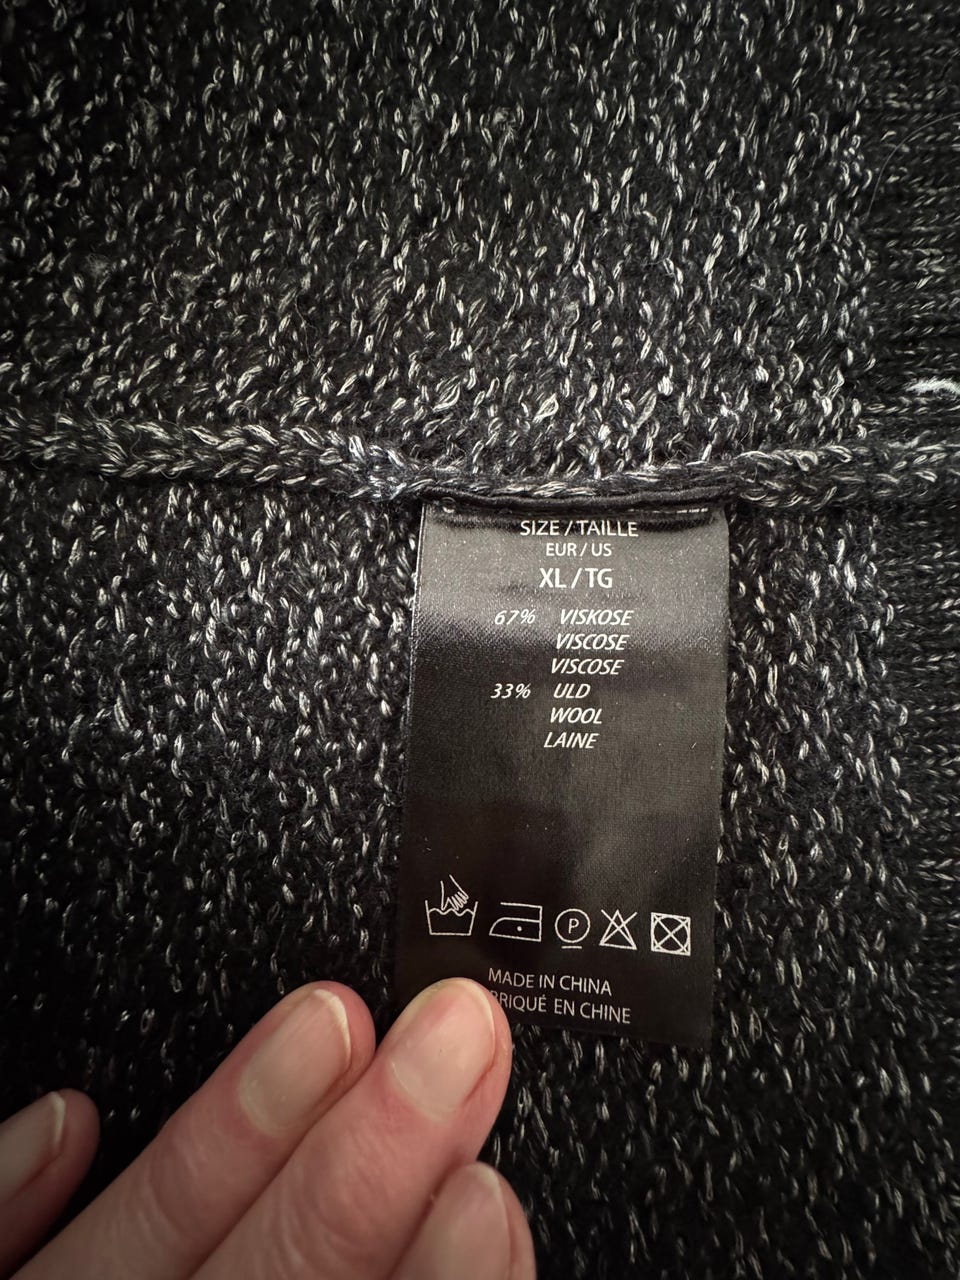 SIZE / TAILLE
EUR / US
XL / TG
67% VISKOSE
VISCOSE
VISCOSE
33% ULD
WOOL
LAINE
P
MADE IN CHINA
EN CHINE